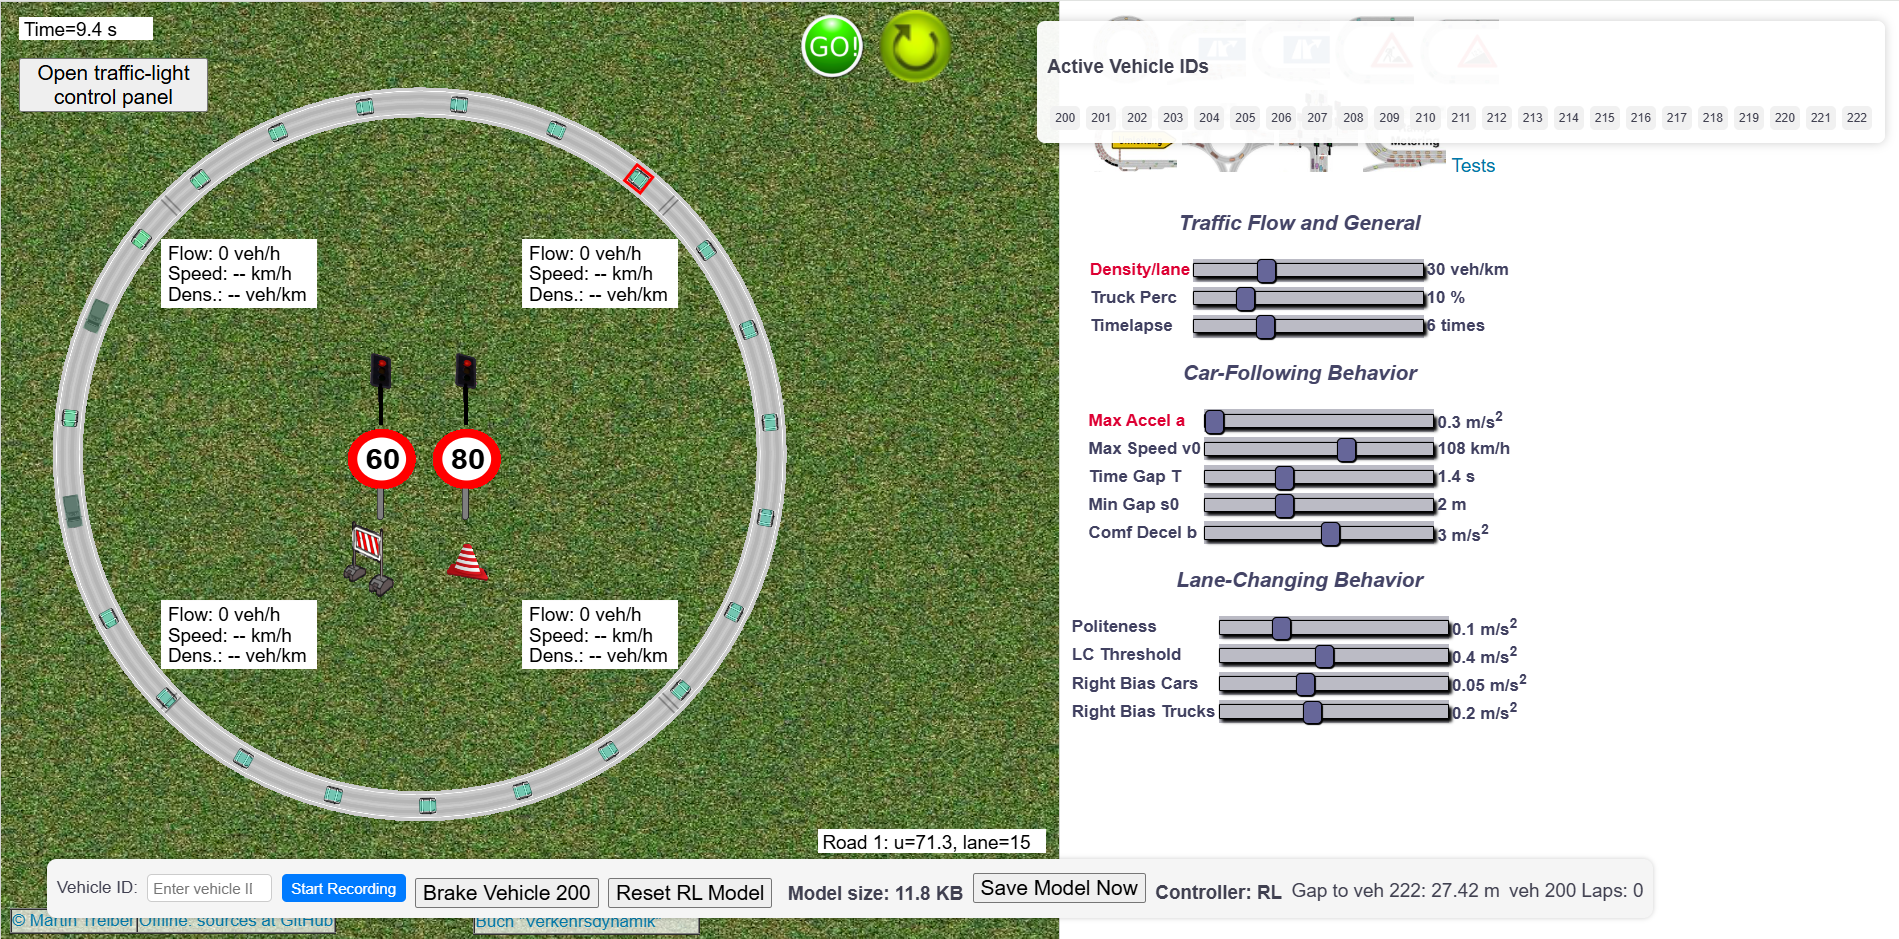 Time=9.4 s
Open traffic-light
control panel
GO!
Active Vehicle IDs
200 201 202 203 204 205 206 207 208 209 210 211 212 213 214 215 216 217 218 219 220 221 222
Tests
Flow: 0 veh/h
Speed: -- km/h
Dens.: -- veh/km
Flow: 0 veh/h
Speed: -- km/h
Dens.: -- veh/km
60
80
Flow: 0 veh/h
Speed: -- km/h
Dens.: -- veh/km
Flow: 0 veh/h
Speed: -- km/h
Dens.: -- veh/km
Road 1: u=71.3, lane=15
Traffic Flow and General
Density/lane 30 veh/km
Truck Perc 10 %
Timelapse 6 times
Car-Following Behavior
Max Accel a 0.3 m/s²
Max Speed v0 108 km/h
Time Gap T 1.4 s
Min Gap s0 2 m
Comf Decel b 3 m/s²
Lane-Changing Behavior
Politeness 0.1 m/s²
LC Threshold 0.4 m/s²
Right Bias Cars 0.05 m/s²
Right Bias Trucks 0.2 m/s²
Vehicle ID: Enter vehicle II Start Recording Brake Vehicle 200 Reset RL Model Model size: 11.8 KB Save Model Now Controller: RL Gap to veh 222: 27.42 m veh 200 Laps: 0
© Martin Treiber Offline: sources at GitHub Buch "Verkehrsdynamik"